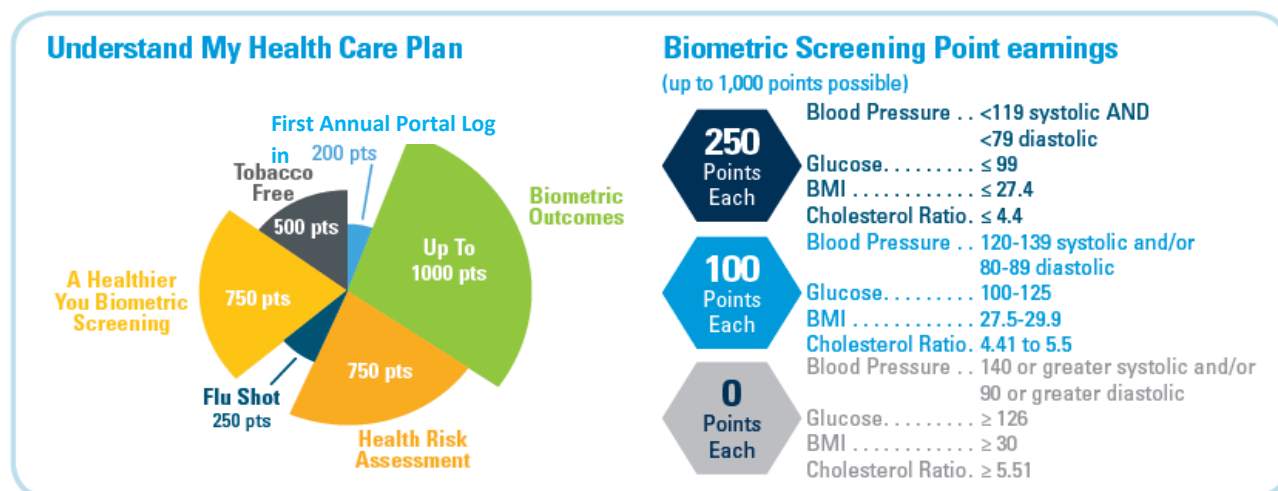 Understand My Health Care Plan
First Annual Portal Log
in
200 pts
Tobacco
Free
500 pts
Biometric
Outcomes
Up To
1000 pts
A Healthier
You Biometric
Screening
750 pts
750 pts
Flu Shot
250 pts
Health Risk
Assessment
Biometric Screening Point earnings
(up to 1,000 points possible)
250
Points
Each
Blood Pressure . . <119 systolic AND
<79 diastolic
Glucose. . . . . . . . . ≤ 99
BMI . . . . . . . . . . . . ≤ 27.4
Cholesterol Ratio. ≤ 4.4
100
Points
Each
Blood Pressure . . 120-139 systolic and/or
80-89 diastolic
Glucose. . . . . . . . . 100-125
BMI . . . . . . . . . . . . 27.5-29.9
Cholesterol Ratio. 4.41 to 5.5
0
Points
Each
Blood Pressure . . 140 or greater systolic and/or
90 or greater diastolic
Glucose. . . . . . . . . ≥ 126
BMI . . . . . . . . . . . . ≥ 30
Cholesterol Ratio. ≥ 5.51